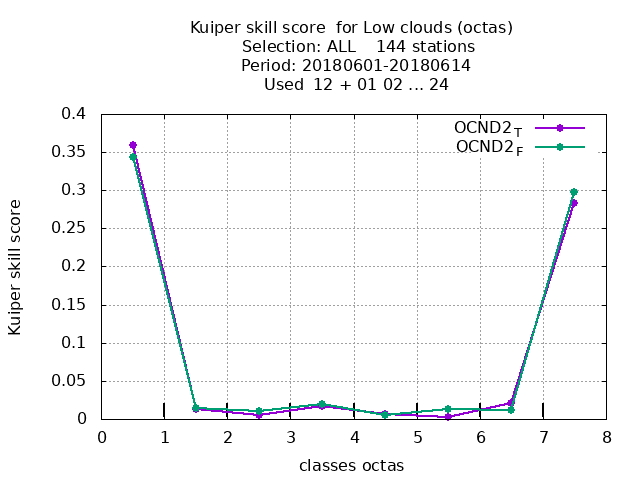 Kuiper skill score  for Low clouds (octas)
Selection: ALL    144 stations
Period: 20180601-20180614
Used  12 + 01 02 ... 24
OCND2T
OCND2F
0.4
0.35
0.3
0.25
0.2
0.15
0.1
0.05
0
Kuiper skill score
0 1 2 3 4 5 6 7 8
classes octas